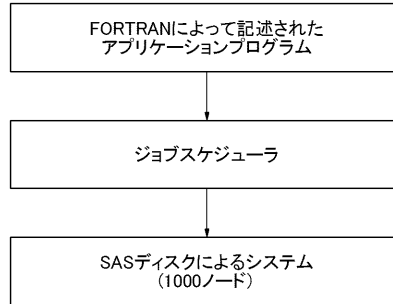 FORTRANによって記述された
アプリケーションプログラム
ジョブスケジューラ
SASディスクによるシステム
(1000ノード)